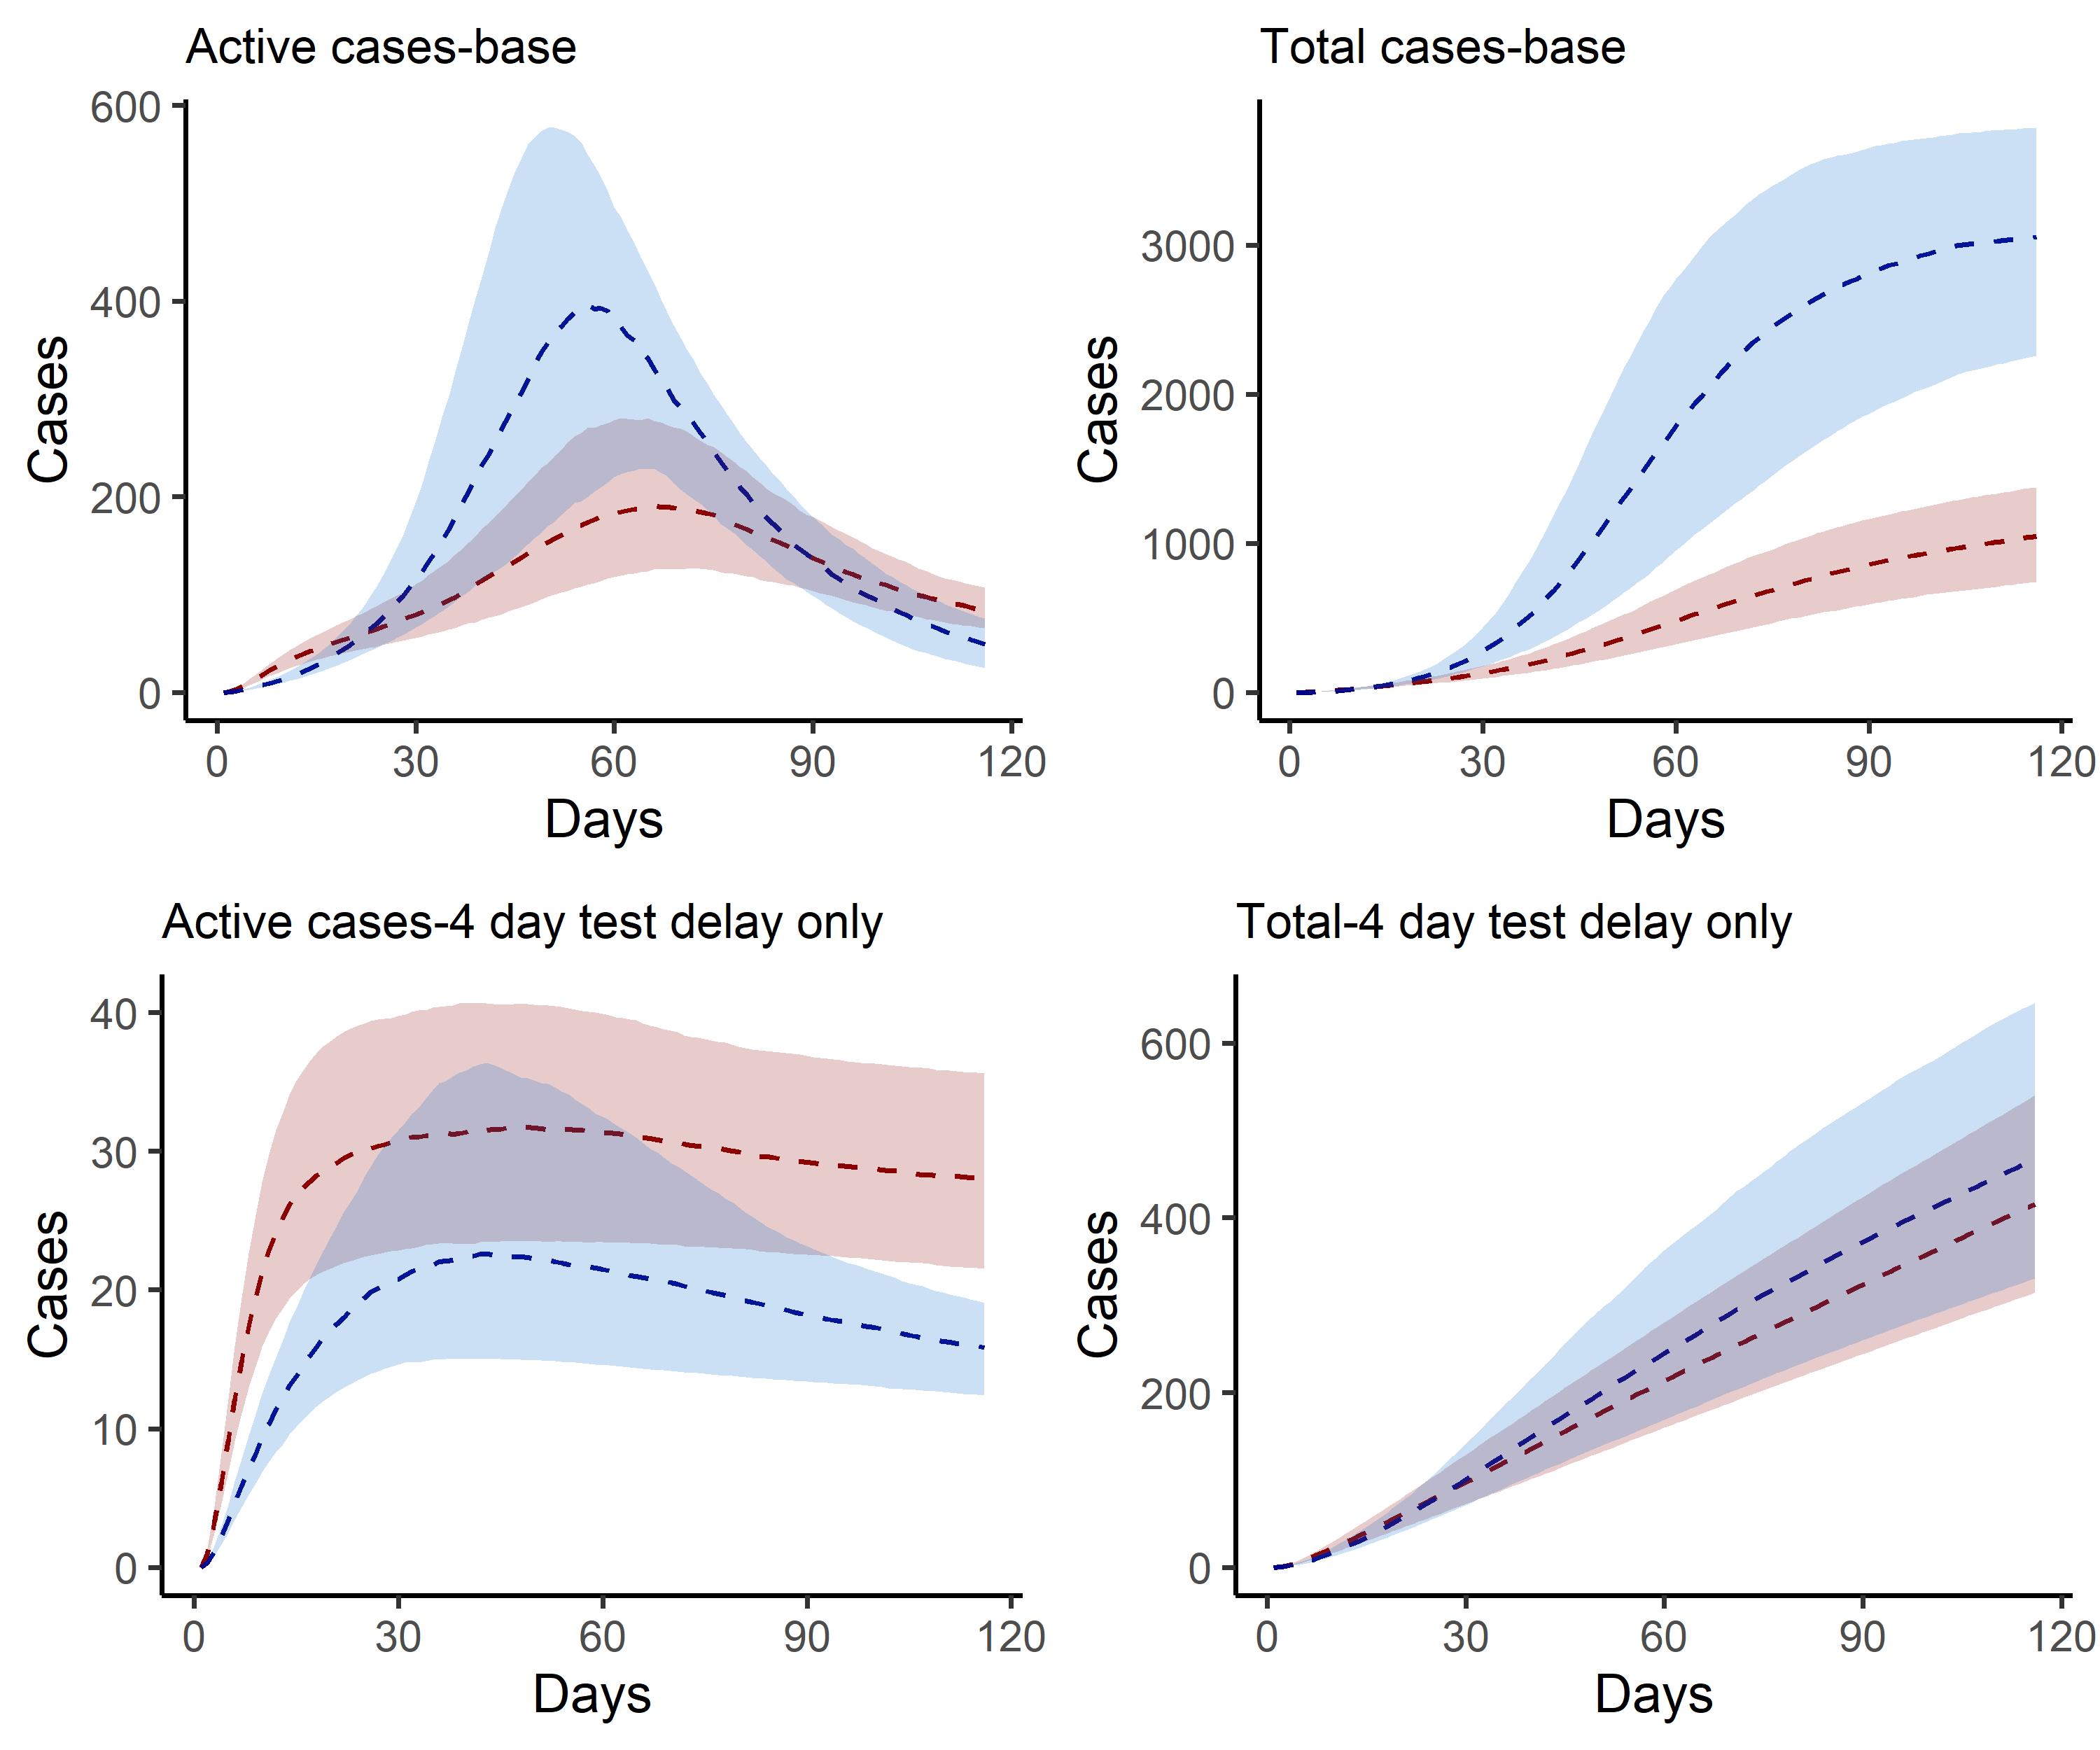 Active cases-base
Total cases-base
600
400
200
0
Cases
0 30 60 90 120
Days
3000
2000
1000
0
Cases
0 30 60 90 120
Days
Active cases-4 day test delay only
Total-4 day test delay only
40
30
20
10
0
Cases
0 30 60 90 120
Days
600
400
200
0
Cases
0 30 60 90 120
Days